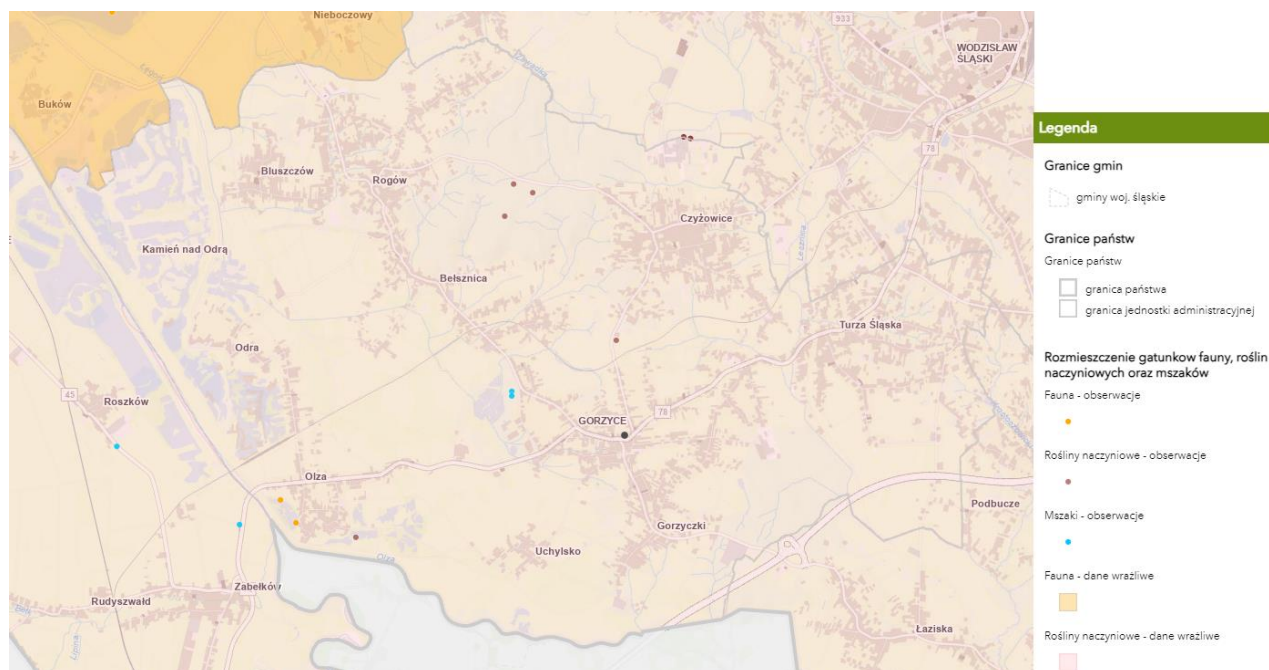 Nieboczowy
933
WODZISŁAW
ŚLĄSKI
Buków
78
Bluszczów
Rogów
Czyżowice
Kamień nad Odrą
Bełsznica
Leśnica
Turza Śląska
Odra
45
Roszków
GORZYCE
78
Olza
Podbucze
Gorzyczki
Uchylsko
Olza
Zabełków
Rudyszwałd
Łaziska
Legenda
Granice gmin
gminy woj. śląskie
Granice państw
Granice państw
granica państwa
granica jednostki administracyjnej
Rozmieszczenie gatunkow fauny, roślin
naczyniowych oraz mszaków
Fauna - obserwacje
Rośliny naczyniowe - obserwacje
Mszaki - obserwacje
Fauna - dane wrażliwe
Rośliny naczyniowe - dane wrażliwe